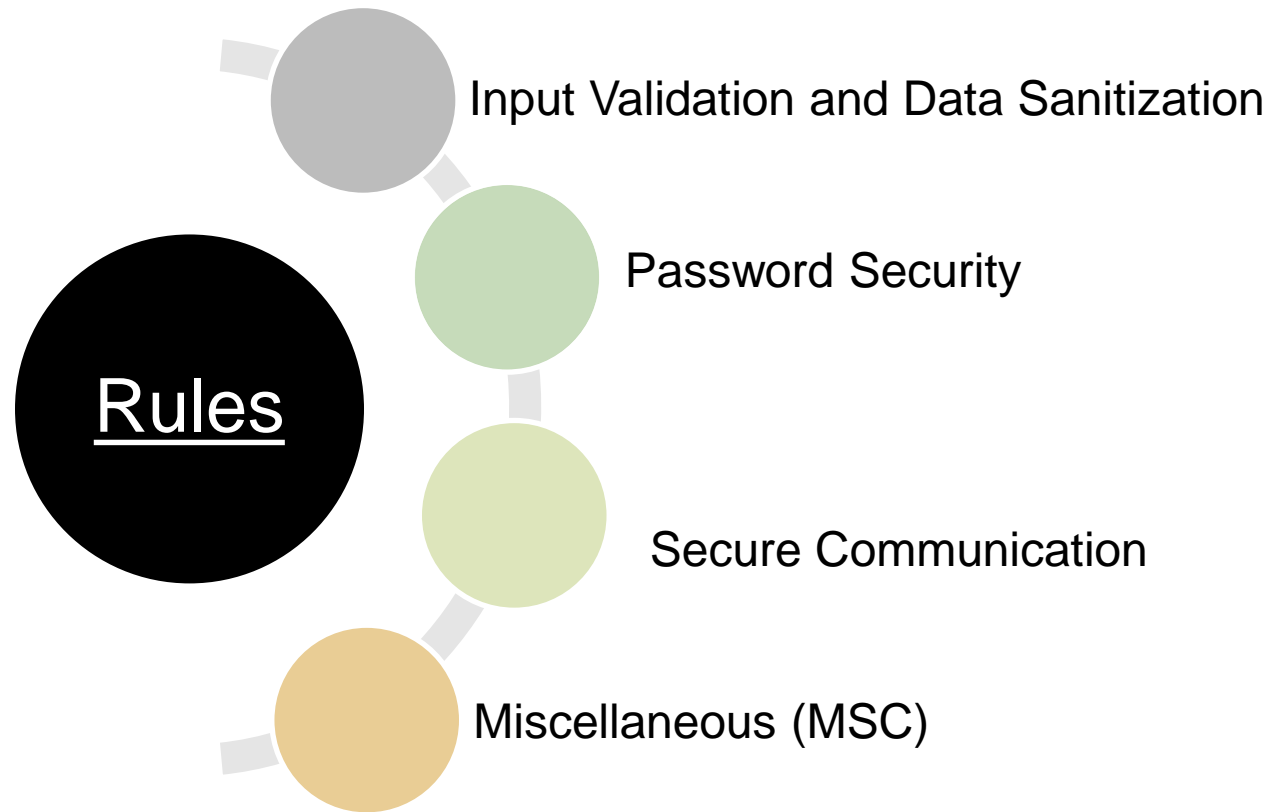 Input Validation and Data Sanitization
Password Security
Rules
Secure Communication
Miscellaneous (MSC)